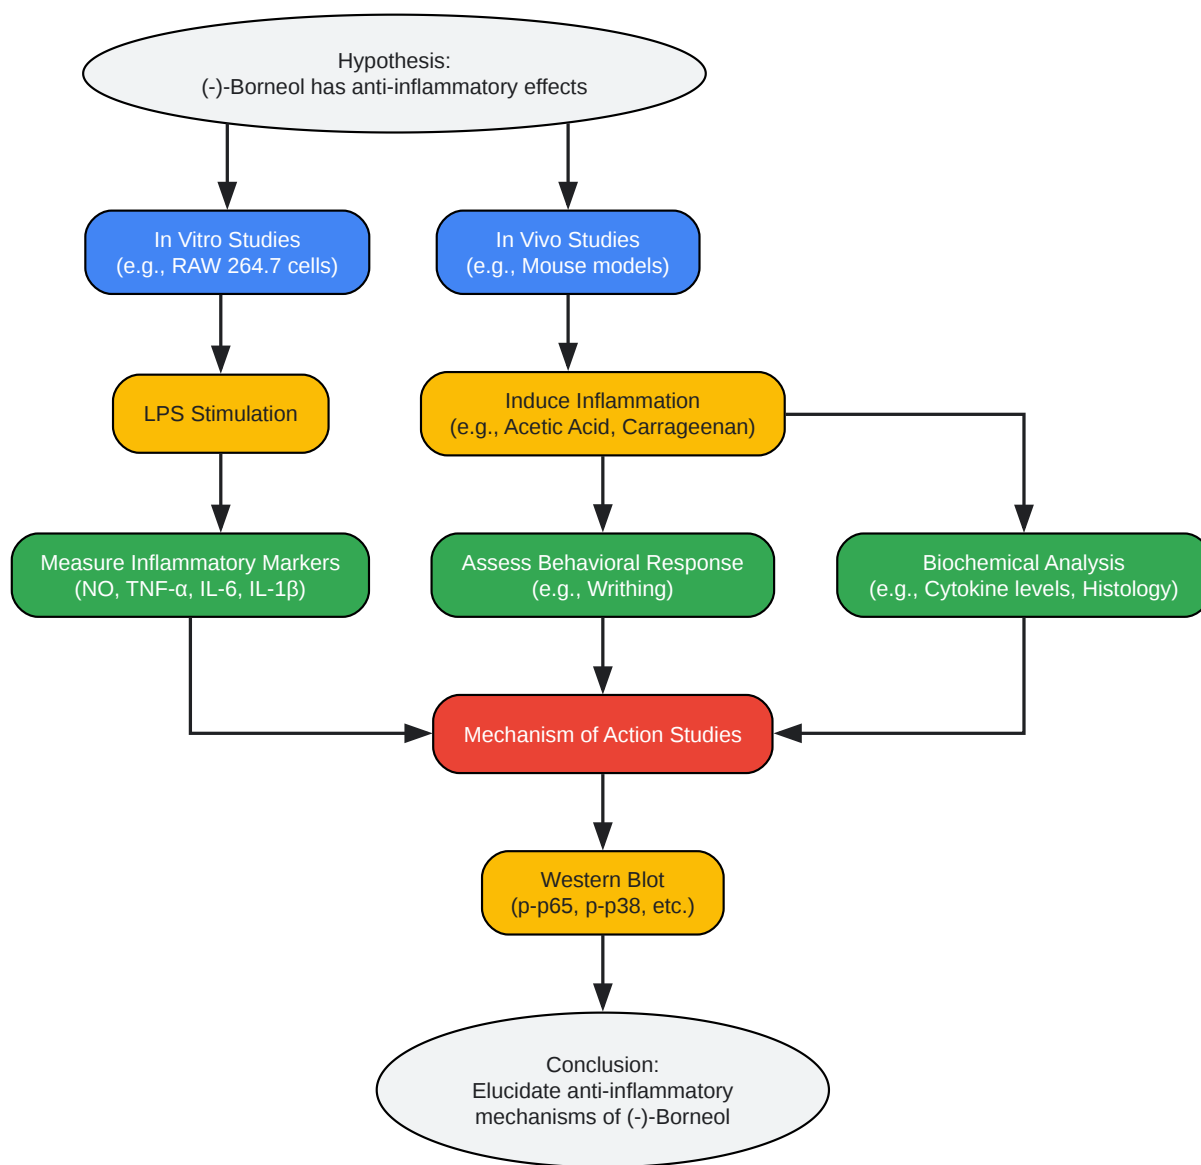 Hypothesis:
(-)-Borneol has anti-inflammatory effects
In Vitro Studies
(e.g., RAW 264.7 cells)
In Vivo Studies
(e.g., Mouse models)
LPS Stimulation
Induce Inflammation
(e.g., Acetic Acid, Carrageenan)
Measure Inflammatory Markers
(NO, TNF-α, IL-6, IL-1β)
Assess Behavioral Response
(e.g., Writhing)
Biochemical Analysis
(e.g., Cytokine levels, Histology)
Mechanism of Action Studies
Western Blot
(p-p65, p-p38, etc.)
Conclusion:
Elucidate anti-inflammatory
mechanisms of (-)-Borneol